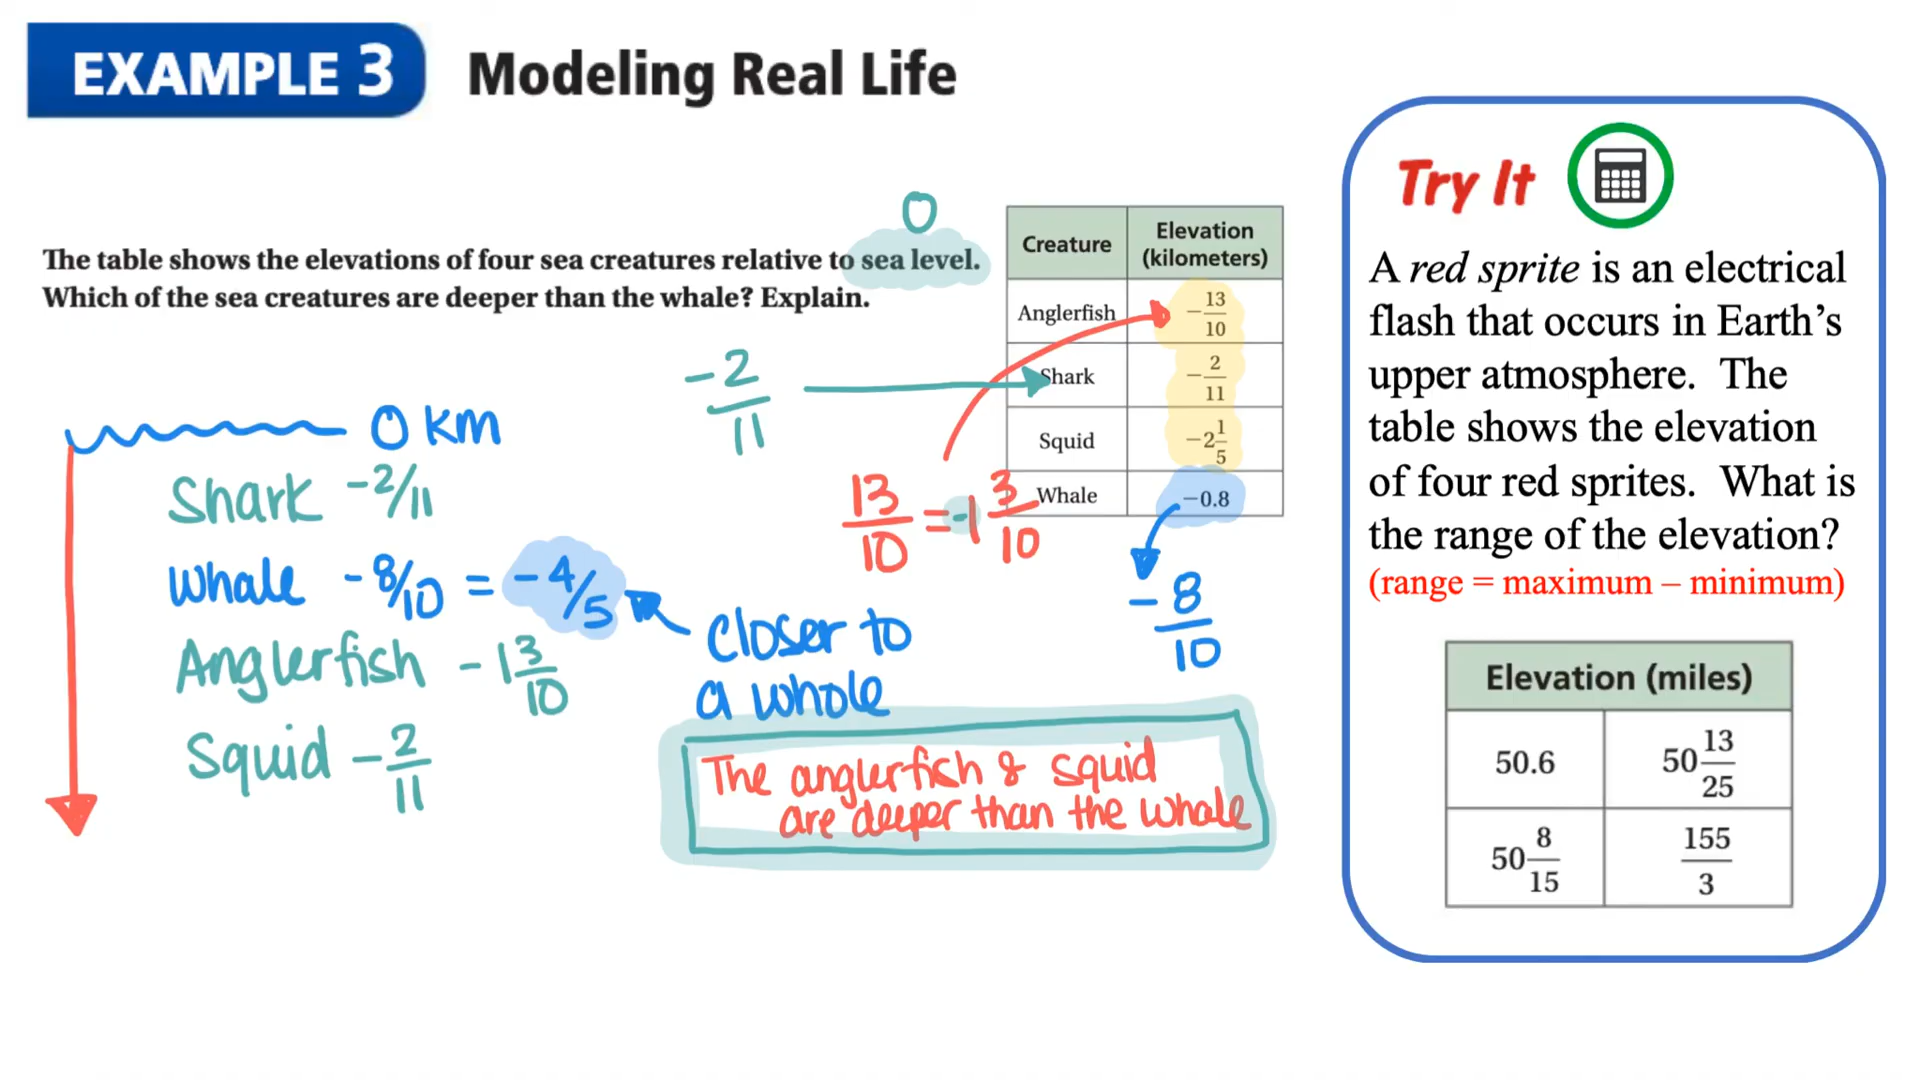 EXAMPLE 3 Modeling Real Life
The table shows the elevations of four sea creatures relative to sea level.
Which of the sea creatures are deeper than the whale? Explain.
0
Creature Elevation (kilometers)
Anglerfish −13/10
Shark −2/11
Squid −2 1/5
Whale −0.8
-2/11
13/10 = -1 3/10
-8/10
0 km
Shark -2/11
Whale -8/10 = -4/5
Anglerfish -1 3/10
Squid -2/11
closer to
a whole
The anglerfish & squid
are deeper than the whale
Try It
A red sprite is an electrical
flash that occurs in Earth’s
upper atmosphere. The
table shows the elevation
of four red sprites. What is
the range of the elevation?
(range = maximum – minimum)
Elevation (miles)
50.6 50 13/25
50 8/15 155/3